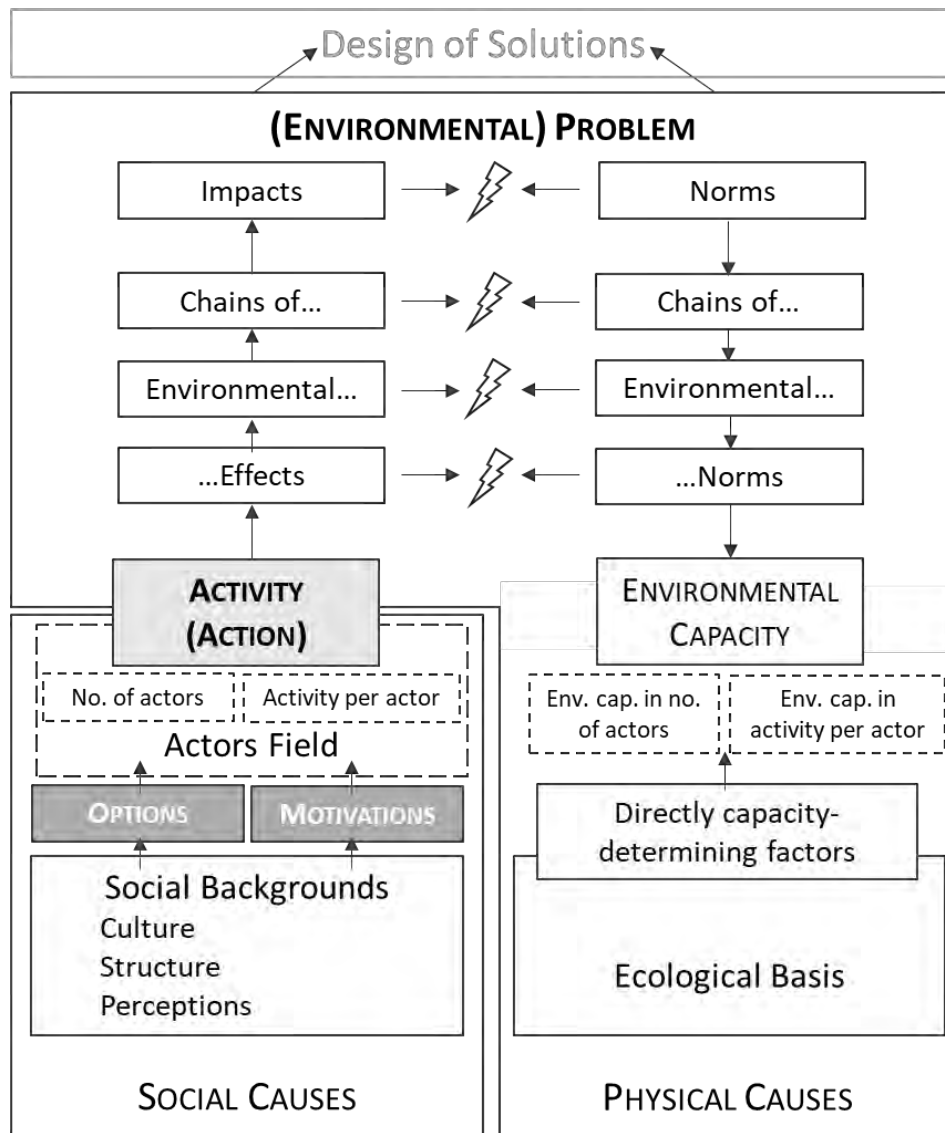 Design of Solutions
(ENVIRONMENTAL) PROBLEM
Impacts
Norms
Chains of...
Chains of...
Environmental...
Environmental...
...Effects
...Norms
ACTIVITY
(ACTION)
ENVIRONMENTAL
CAPACITY
No. of actors
Activity per actor
Env. cap. in no.
of actors
Env. cap. in
activity per actor
Actors Field
OPTIONS
MOTIVATIONS
Directly capacity-
determining factors
Social Backgrounds
Culture
Structure
Perceptions
Ecological Basis
SOCIAL CAUSES
PHYSICAL CAUSES